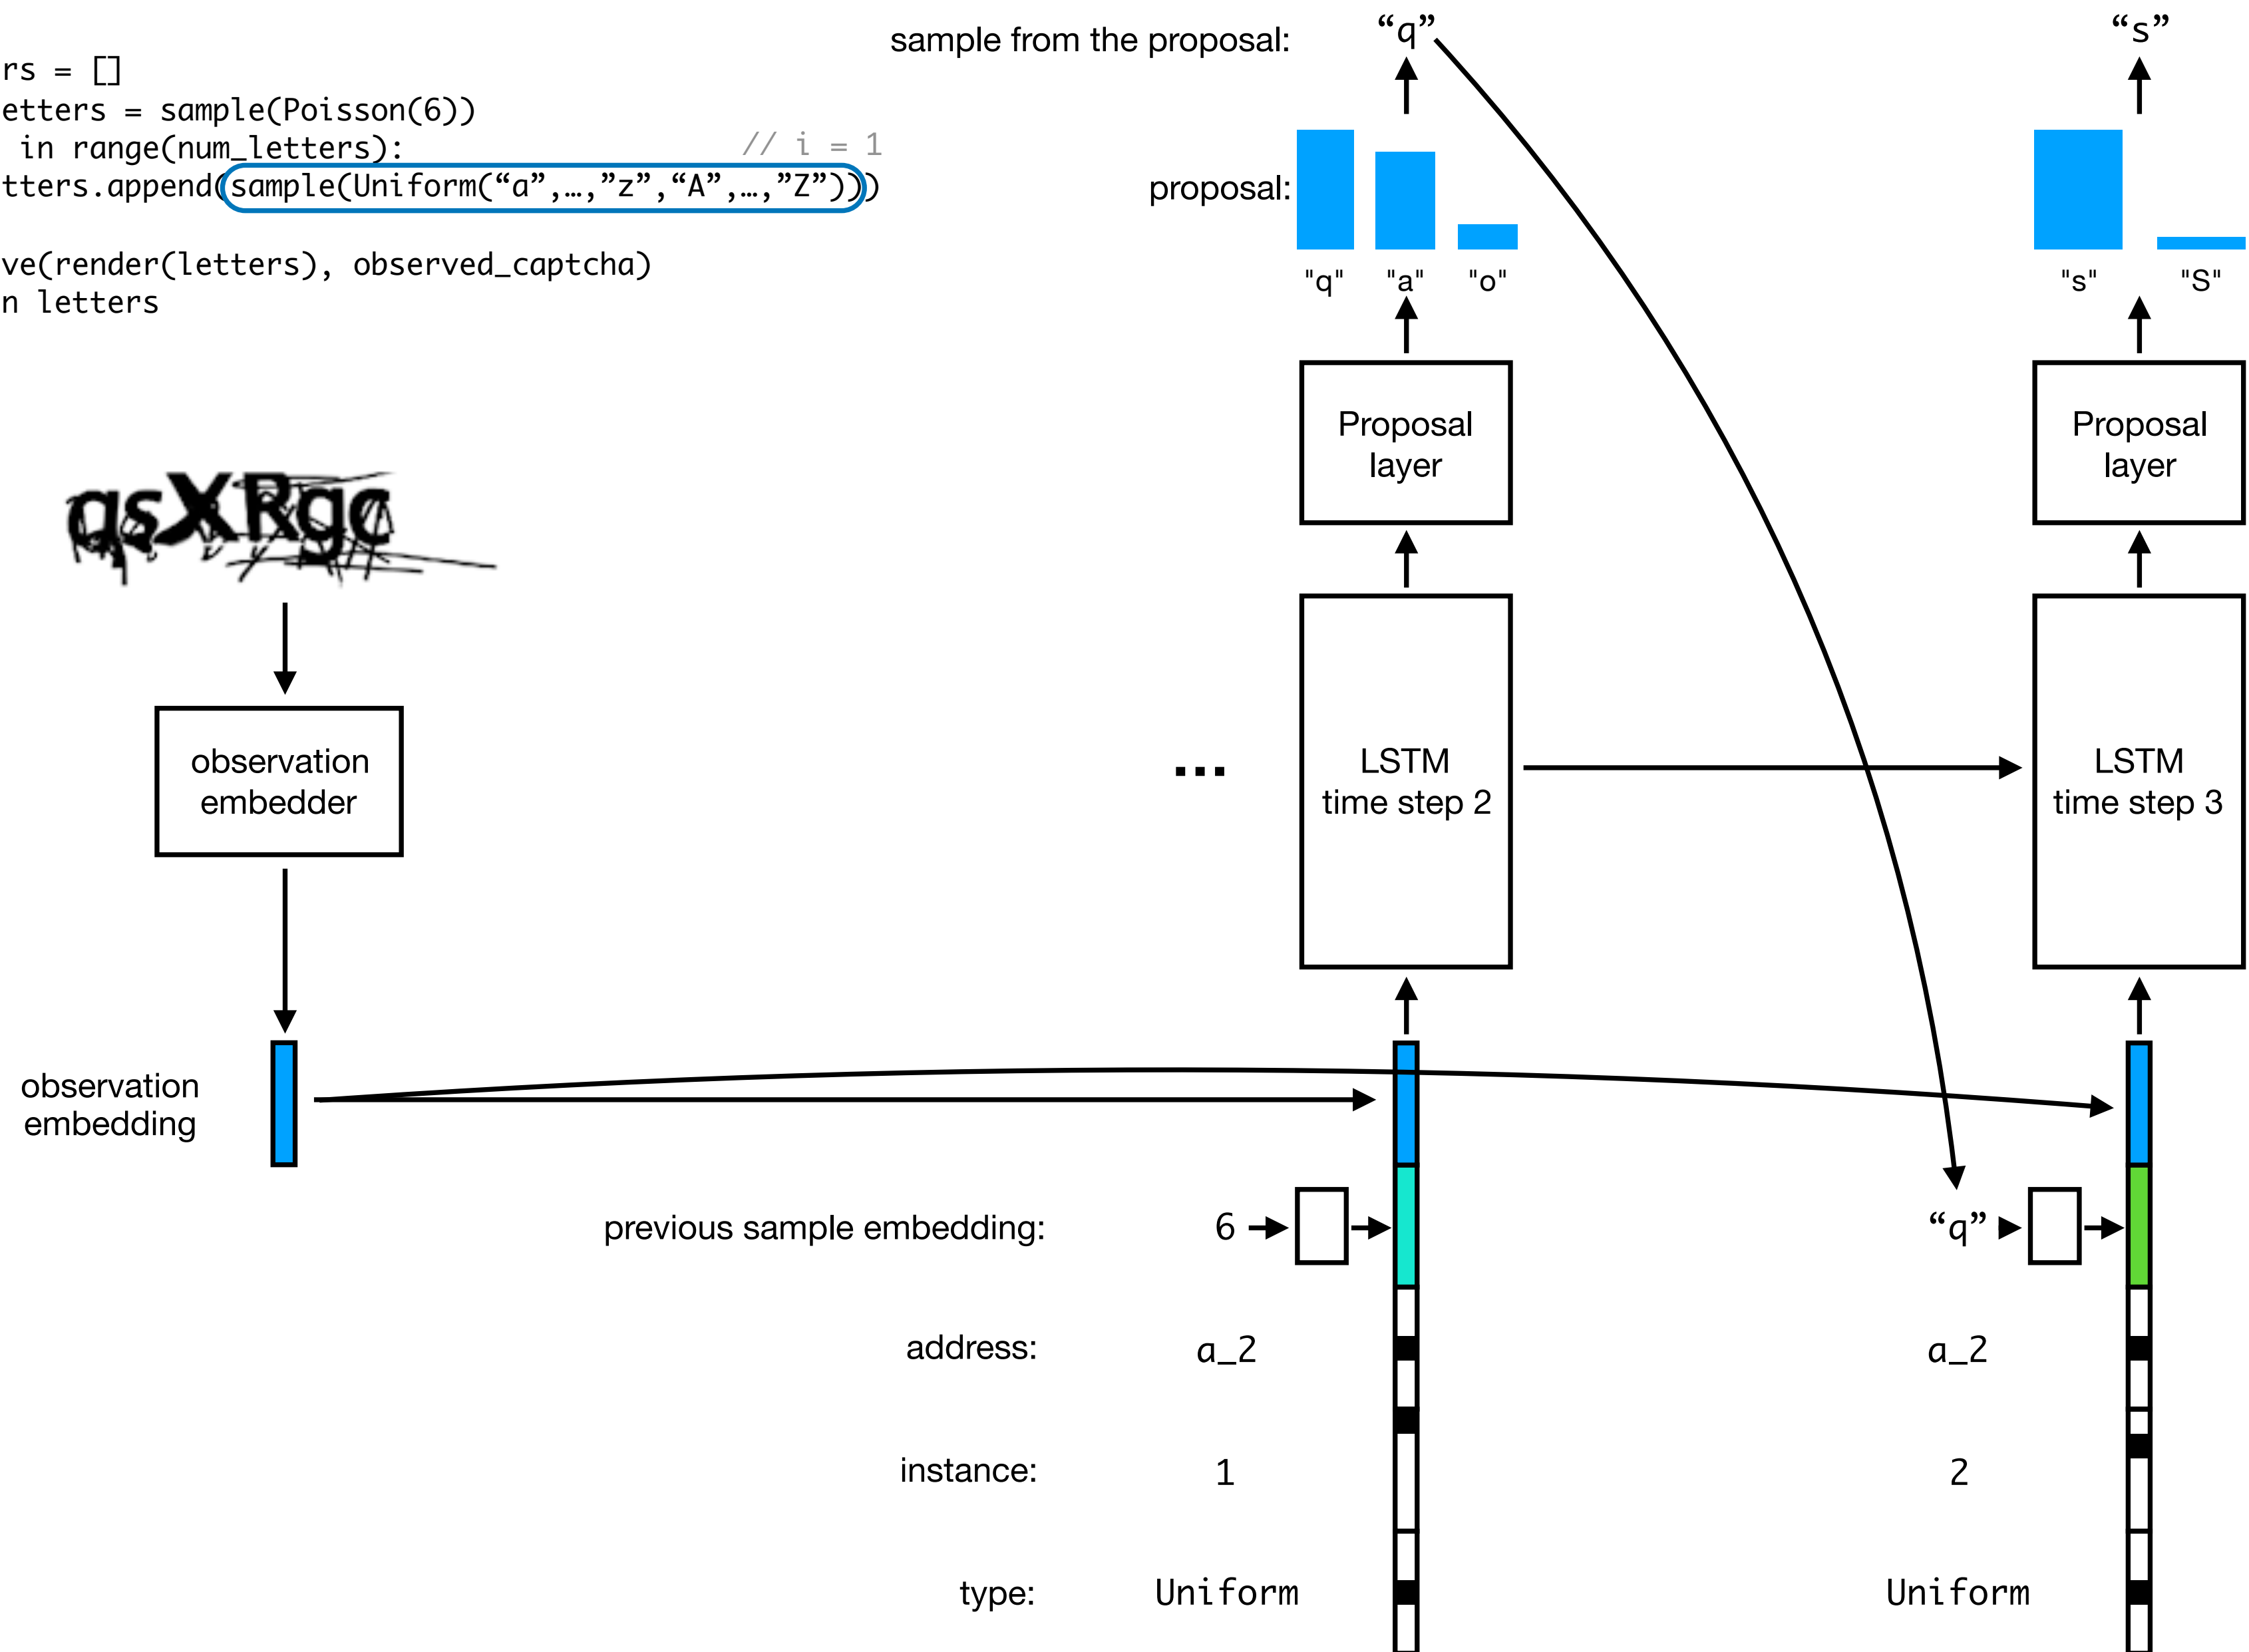 rs = []
etters = sample(Poisson(6))
in range(num_letters): // i = 1
tters.append(sample(Uniform(“a”,…,”z”,“A”,…,”Z”)))
ve(render(letters), observed_captcha)
n letters
sample from the proposal: “q” “s”
proposal:
"q" "a" "o" "s" "S"
Proposal
layer
Proposal
layer
qsXRgc
observation
embedder
...
LSTM
time step 2
LSTM
time step 3
observation
embedding
previous sample embedding: 6 “q”
address: a_2 a_2
instance: 1 2
type: Uniform Uniform